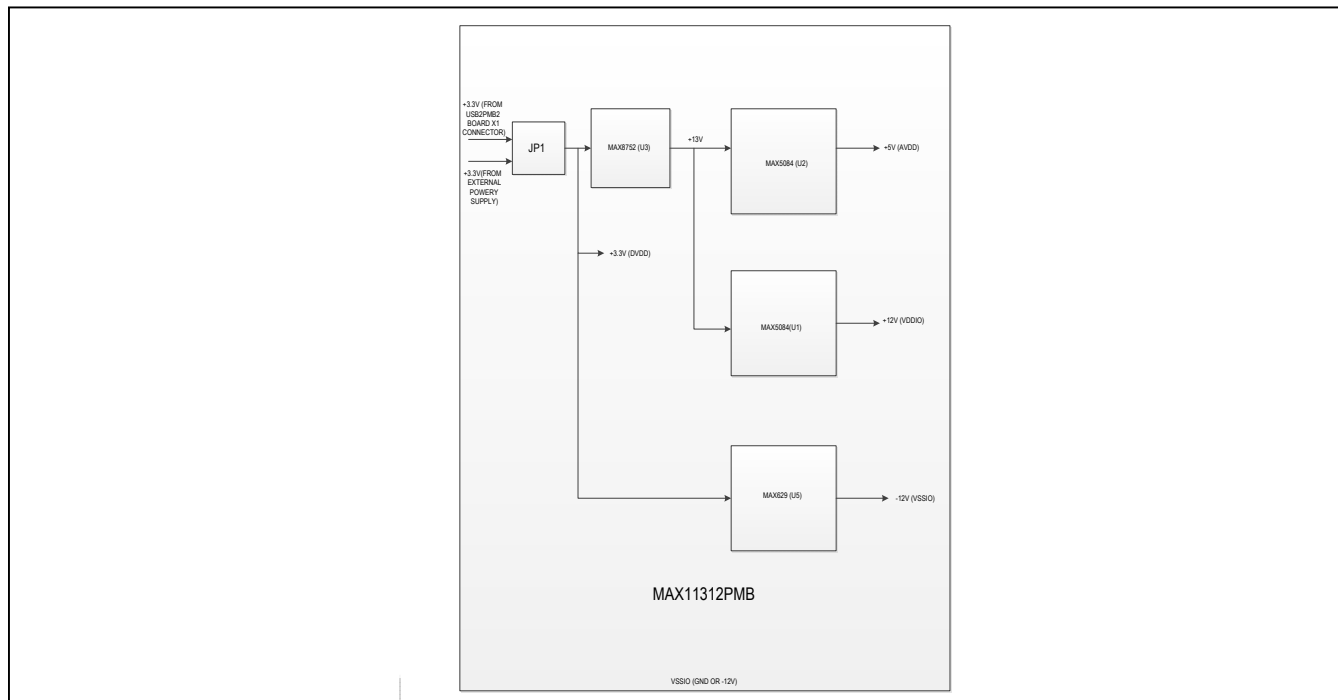 +3.3V (FROM
USB2PMB2
BOARD X1
CONNECTOR)
JP1
MAX8752 (U3)
+13V
MAX5084 (U2)
+5V (AVDD)
+3.3V(FROM
EXTERNAL
POWERY
SUPPLY)
+3.3V (DVDD)
MAX5084(U1)
+12V (VDDIO)
MAX629 (U5)
-12V (VSSIO)
MAX11312PMB
VSSIO (GND OR -12V)